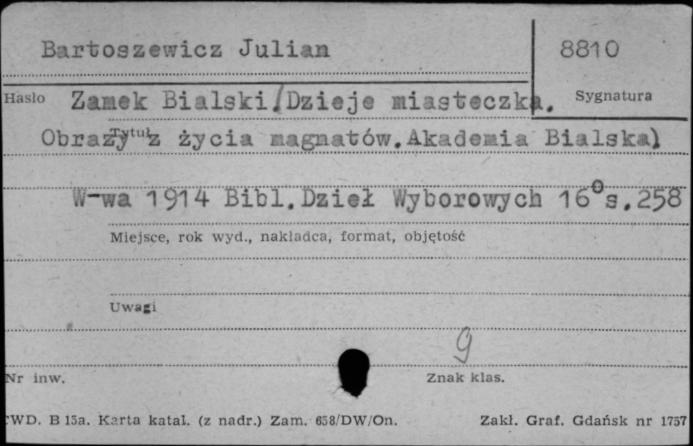 Bartoszewicz Julian
8810
Hasło Zamek Bialski./Dzieje miasteczka.
Sygnatura
Tytuł
Obrazy z życia magnatów.Akademia Bialska)
W-wa 1914 Bibl.Dzieł Wyborowych 16°s.258
Miejsce, rok wyd., nakładca, format, objętość
Uwagi
9
Nr inw.
Znak klas.
WD. B 15a. Karta katal. (z nadr.) Zam. 658/DW/On.
Zakł. Graf. Gdańsk nr 1757